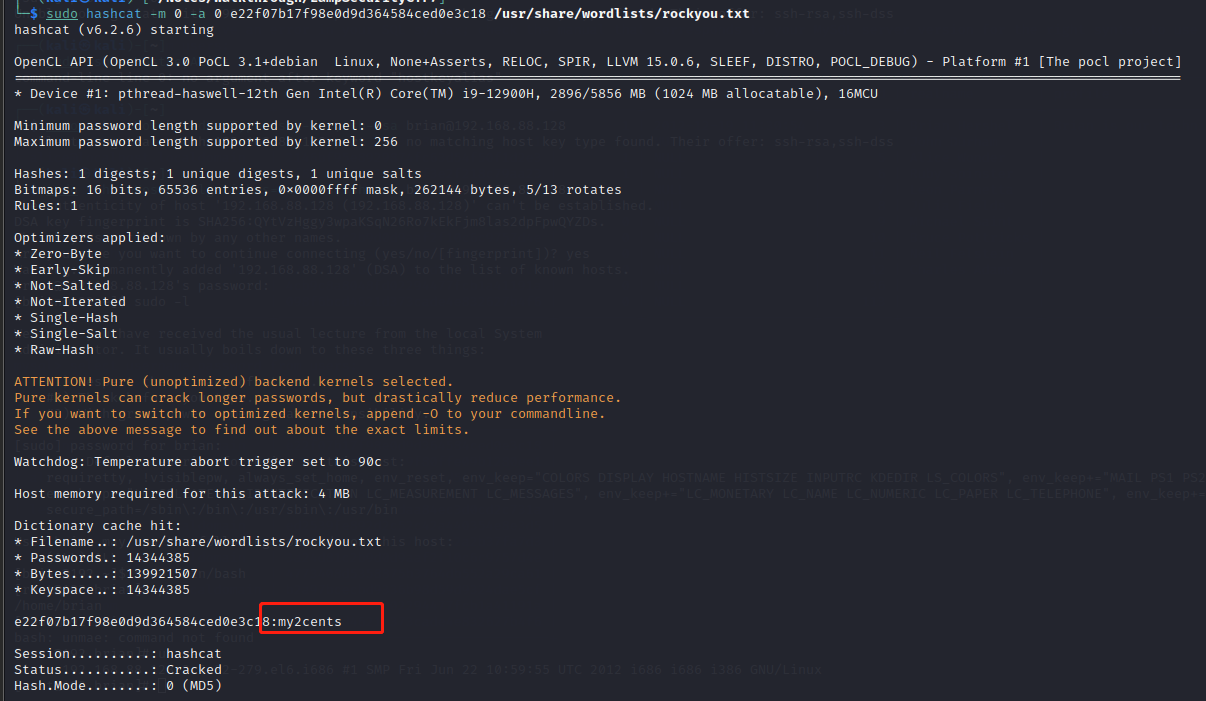 └─$ sudo hashcat -m 0 -a 0 e22f07b17f98e0d9d364584ced0e3c18 /usr/share/wordlists/rockyou.txt
hashcat (v6.2.6) starting
OpenCL API (OpenCL 3.0 PoCL 3.1+debian  Linux, None+Asserts, RELOC, SPIR, LLVM 15.0.6, SLEEF, DISTRO, POCL_DEBUG) - Platform #1 [The pocl project]
* Device #1: pthread-haswell-12th Gen Intel(R) Core(TM) i9-12900H, 2896/5856 MB (1024 MB allocatable), 16MCU
Minimum password length supported by kernel: 0
Maximum password length supported by kernel: 256
Hashes: 1 digests; 1 unique digests, 1 unique salts
Bitmaps: 16 bits, 65536 entries, 0×0000ffff mask, 262144 bytes, 5/13 rotates
Rules: 1
Optimizers applied:
* Zero-Byte
* Early-Skip
* Not-Salted
* Not-Iterated
* Single-Hash
* Single-Salt
* Raw-Hash
ATTENTION! Pure (unoptimized) backend kernels selected.
Pure kernels can crack longer passwords, but drastically reduce performance.
If you want to switch to optimized kernels, append -O to your commandline.
See the above message to find out about the exact limits.
Watchdog: Temperature abort trigger set to 90c
Host memory required for this attack: 4 MB
Dictionary cache hit:
* Filename..: /usr/share/wordlists/rockyou.txt
* Passwords.: 14344385
* Bytes.....: 139921507
* Keyspace..: 14344385
e22f07b17f98e0d9d364584ced0e3c18:my2cents
Session..........: hashcat
Status...........: Cracked
Hash.Mode........: 0 (MD5)